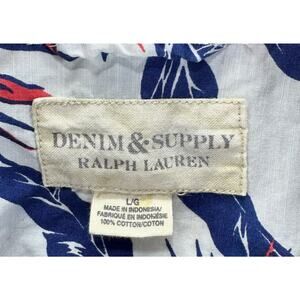 DENIM & SUPPLY
RALPH LAUREN
L/G
MADE IN INDONESIA/
FABRIQUÉ EN INDONÉSIE
100% COTTON/COTON